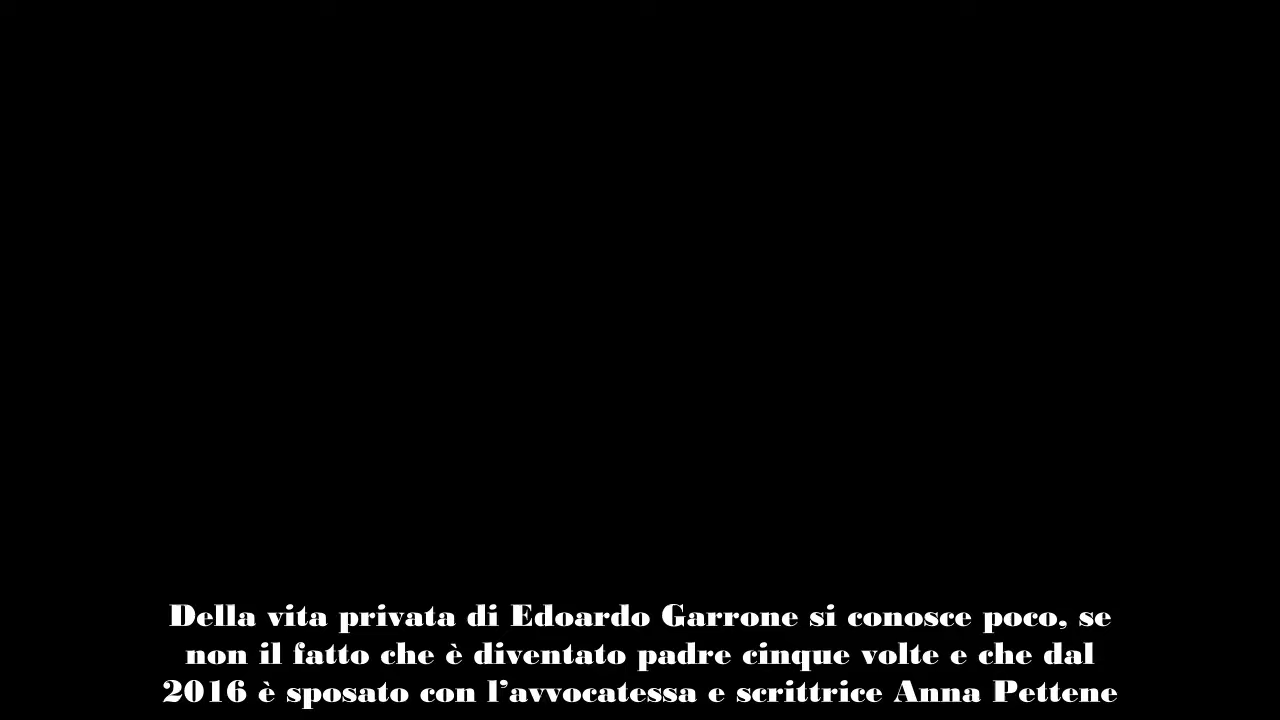 Della vita privata di Edoardo Garrone si conosce poco, se
non il fatto che è diventato padre cinque volte e che dal
2016 è sposato con l’avvocatessa e scrittrice Anna Pettene